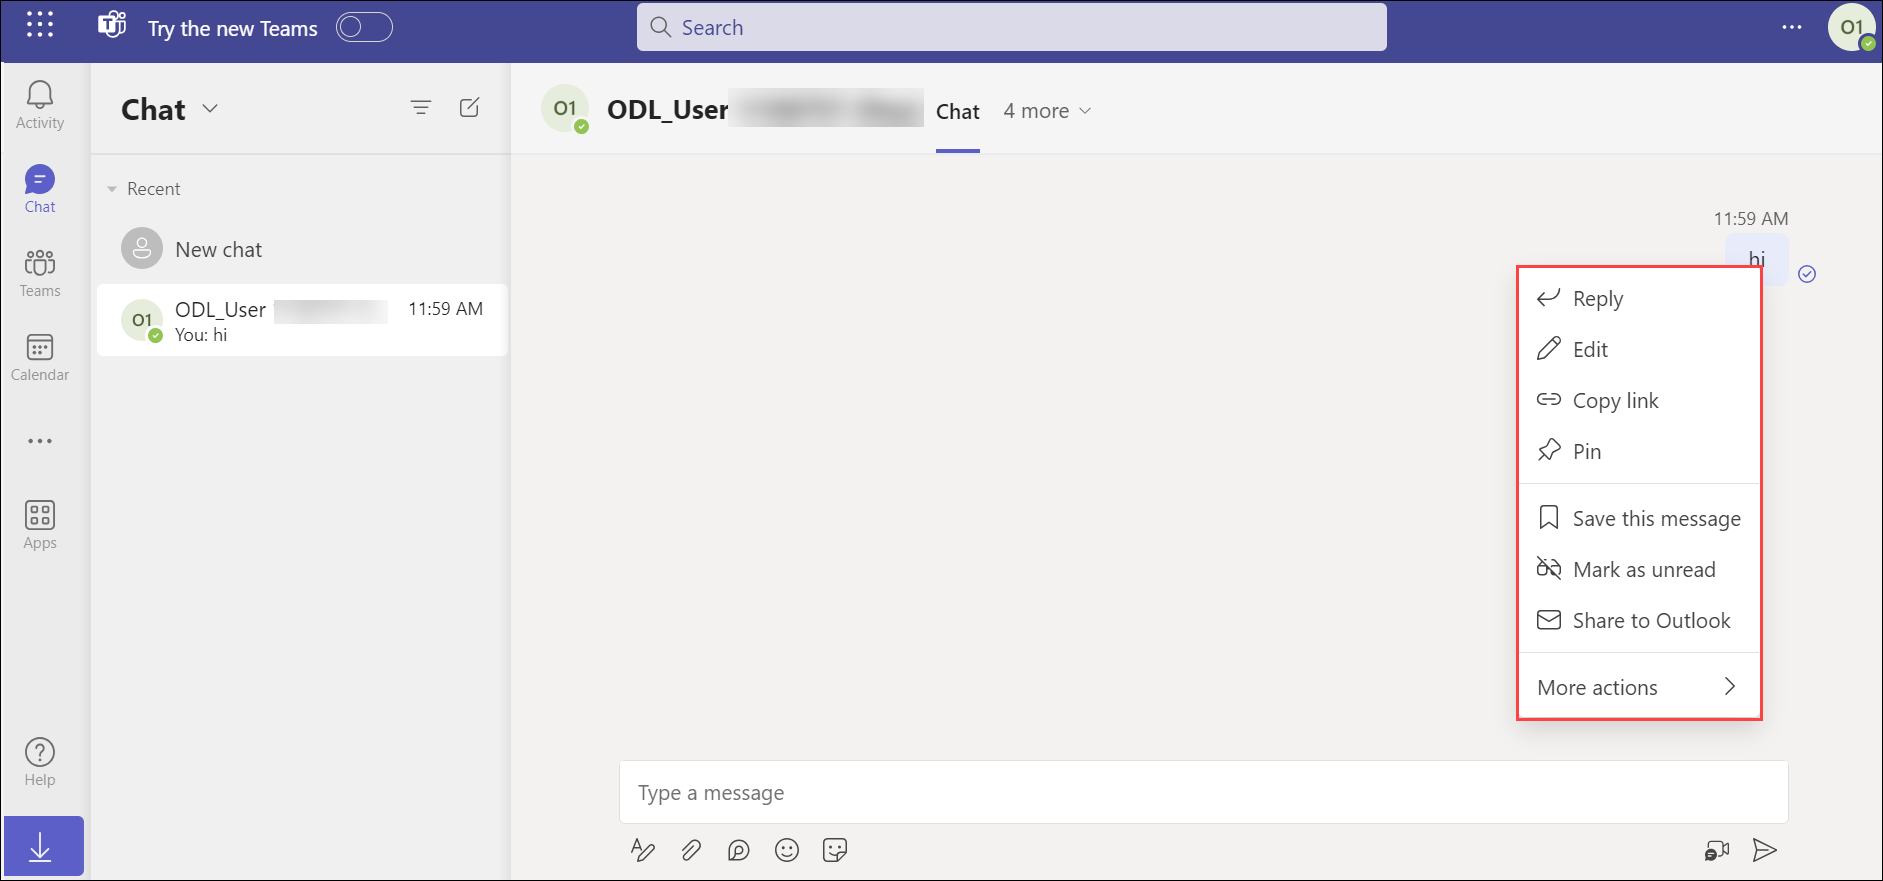 Try the new Teams
Search
O1
Activity
Chat
Teams
Calendar
Apps
Help
Chat
Recent
New chat
O1
ODL_User
11:59 AM
You: hi
O1
ODL_User
Chat
4 more
11:59 AM
hi
Reply
Edit
Copy link
Pin
Save this message
Mark as unread
Share to Outlook
More actions
Type a message